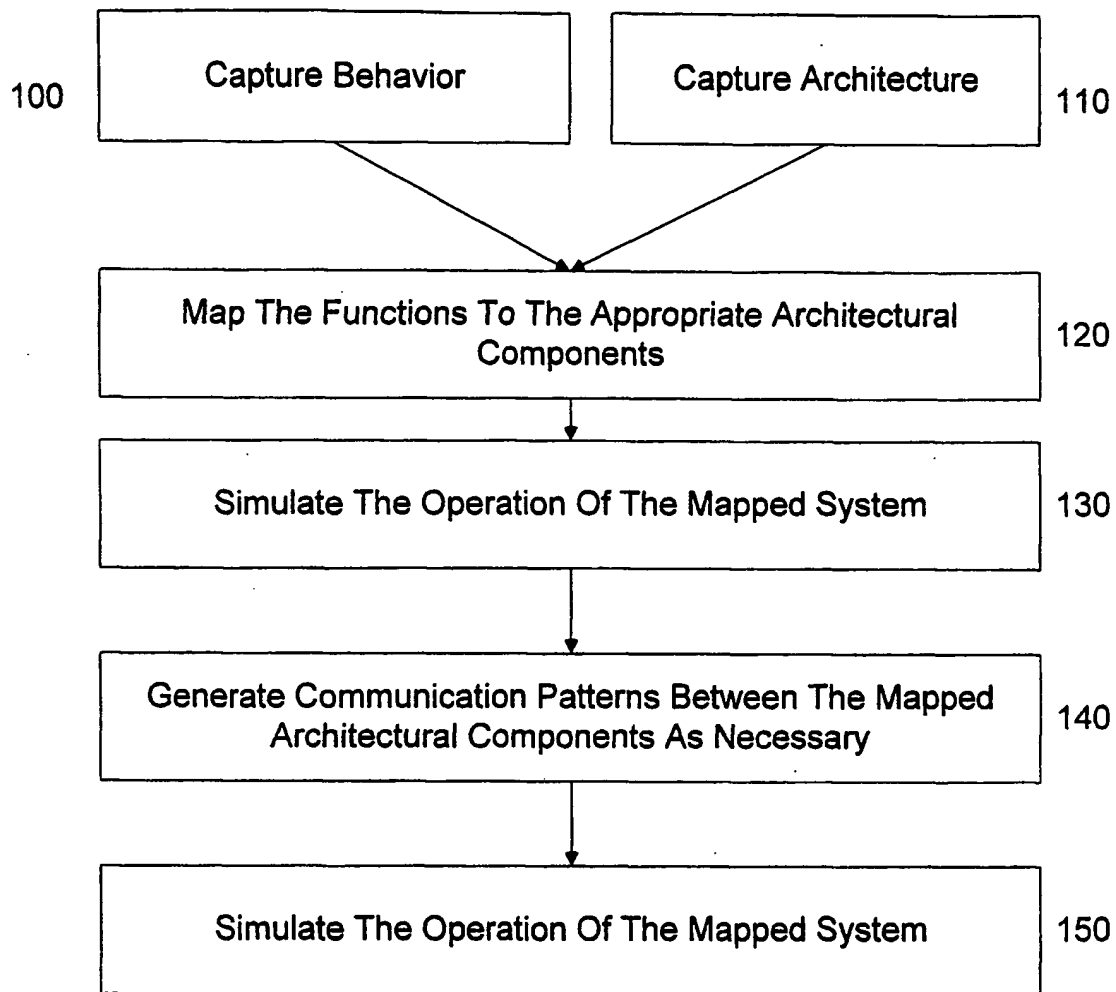 100
Capture Behavior
Capture Architecture
110
Map The Functions To The Appropriate Architectural
Components
120
Simulate The Operation Of The Mapped System
130
Generate Communication Patterns Between The Mapped
Architectural Components As Necessary
140
Simulate The Operation Of The Mapped System
150